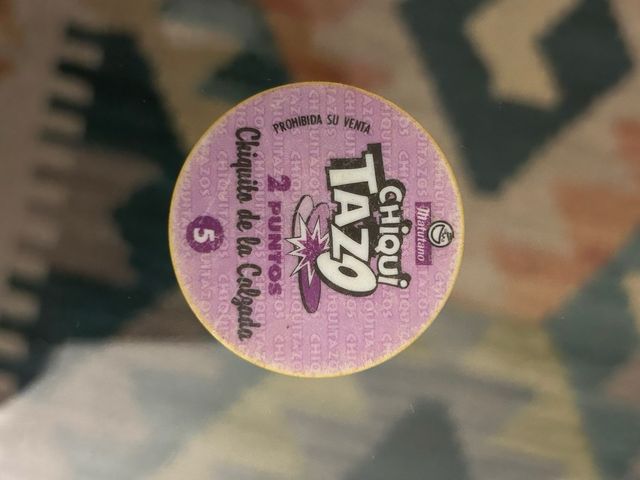 Matutano
CHIQUI
TAZO
PROHIBIDA SU VENTA
2 PUNTOS
Chiquito de la Calzada
5